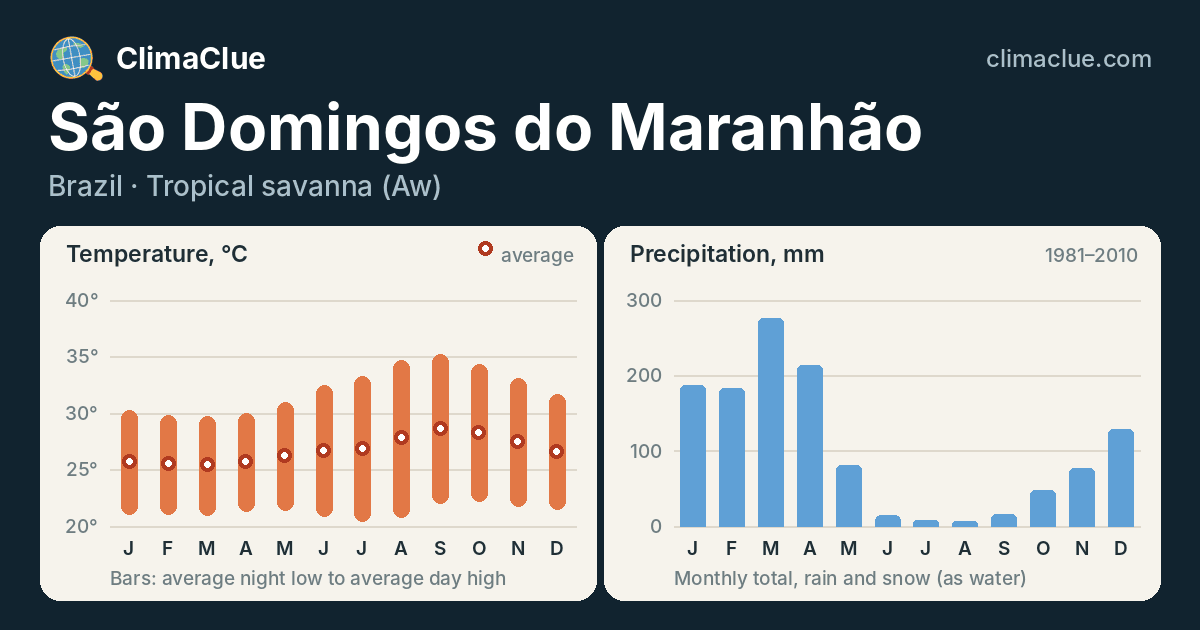 ClimaClue
climaclue.com
São Domingos do Maranhão
Brazil · Tropical savanna (Aw)
Temperature, °C
average
40°
35°
30°
25°
20°
J F M A M J J A S O N D
Bars: average night low to average day high
Precipitation, mm
1981–2010
300
200
100
0
J F M A M J J A S O N D
Monthly total, rain and snow (as water)